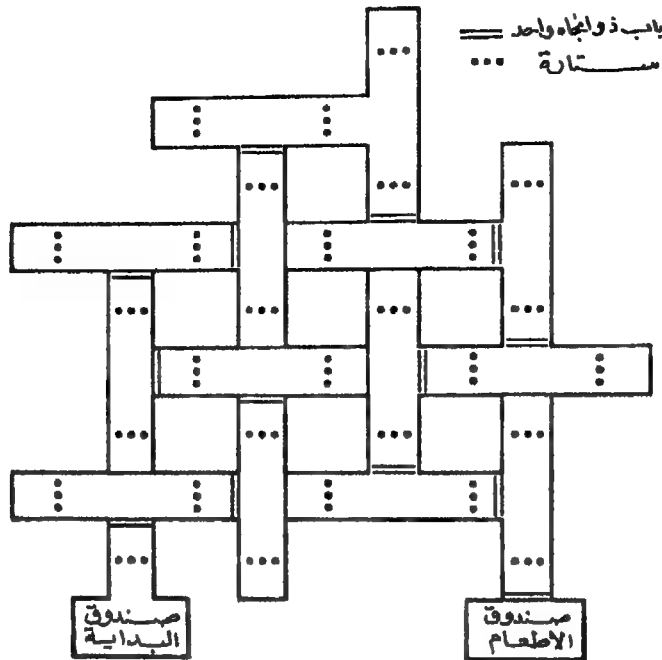 باب ذو اتجاه واحد
ستارة
صندوق
البداية
صندوق
الاطعام